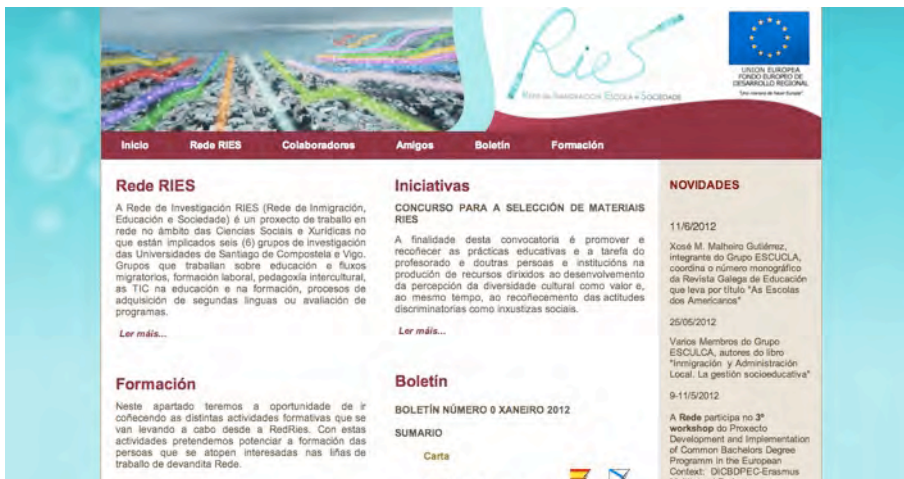 RieS
REDE DE INMIGRACIÓN ESCOLA E SOCIEDADE
UNION EUROPEA
FONDO EUROPEO DE
DESARROLLO REGIONAL
"Una manera de hacer Europa"
Inicio Rede RIES Colaboradores Amigos Boletín Formación
Rede RIES
A Rede de Investigación RIES (Rede de Inmigración,
Educación e Sociedade) é un proxecto de traballo en
rede no ámbito das Ciencias Sociais e Xurídicas no
que están implicados seis (6) grupos de investigación
das Universidades de Santiago de Compostela e Vigo.
Grupos que traballan sobre educación e fluxos
migratorios, formación laboral, pedagoxía intercultural,
as TIC na educación e na formación, procesos de
adquisición de segundas linguas ou avaliación de
programas.
Ler máis...
Formación
Neste apartado teremos a oportunidade de ir
coñecendo as distintas actividades formativas que se
van levando a cabo desde a RedRies. Con estas
actividades pretendemos potenciar a formación das
persoas que se atopen interesadas nas liñas de
traballo de devandita Rede.
Iniciativas
CONCURSO PARA A SELECCIÓN DE MATERIAIS
RIES
A finalidade desta convocatoria é promover e
recoñecer as prácticas educativas e a tarefa do
profesorado e doutras persoas e institucións na
produción de recursos dirixidos ao desenvolvemento
da percepción da diversidade cultural como valor e,
ao mesmo tempo, ao recoñecemento das actitudes
discriminatorias como inxustizas sociais.
Ler máis...
Boletín
BOLETÍN NÚMERO 0 XANEIRO 2012
SUMARIO
Carta
NOVIDADES
11/6/2012
Xosé M. Malheiro Gutiérrez,
integrante do Grupo ESCUCLA,
coordina o número monográfico
da Revista Galega de Educación
que leva por título "As Escolas
dos Americanos"
25/05/2012
Varios Membros do Grupo
ESCULCA, autores do libro
"Inmigración y Administración
Local. La gestión socioeducativa"
9-11/5/2012
A Rede participa no 3º
workshop do Proxecto
Development and Implementation
of Common Bachelors Degree
Programm in the European
Context: DICBDPEC-Erasmus